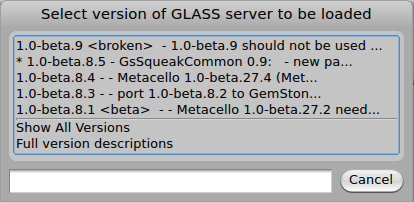 Select version of GLASS server to be loaded
1.0-beta.9 <broken>  - 1.0-beta.9 should not be used ...
* 1.0-beta.8.5 - GsSqueakCommon 0.9:   - new pa...
1.0-beta.8.4 - - Metacello 1.0-beta.27.4 (Met...
1.0-beta.8.3 - - port 1.0-beta.8.2 to GemSton...
1.0-beta.8.1 <beta>  - - Metacello 1.0-beta.27.2 need...
Show All Versions
Full version descriptions
Cancel